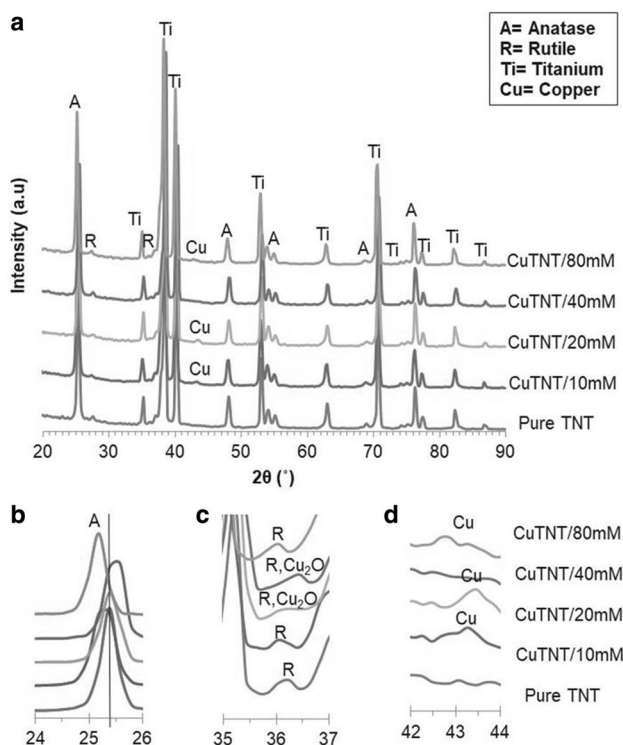 a
A= Anatase
R= Rutile
Ti= Titanium
Cu= Copper
Intensity (a.u)
A
R
Ti
R
Ti
Ti
Cu
A
Ti
A
Ti
A
Ti
Ti
A
Ti
Ti
Ti
Cu
Cu
CuTNT/80mM
CuTNT/40mM
CuTNT/20mM
CuTNT/10mM
Pure TNT
20 30 40 50 60 70 80 90
2θ (˚)
b
A
24 25 26
c
R
R,Cu₂O
R,Cu₂O
R
R
35 36 37
d
Cu
Cu
Cu
CuTNT/80mM
CuTNT/40mM
CuTNT/20mM
CuTNT/10mM
Pure TNT
42 43 44